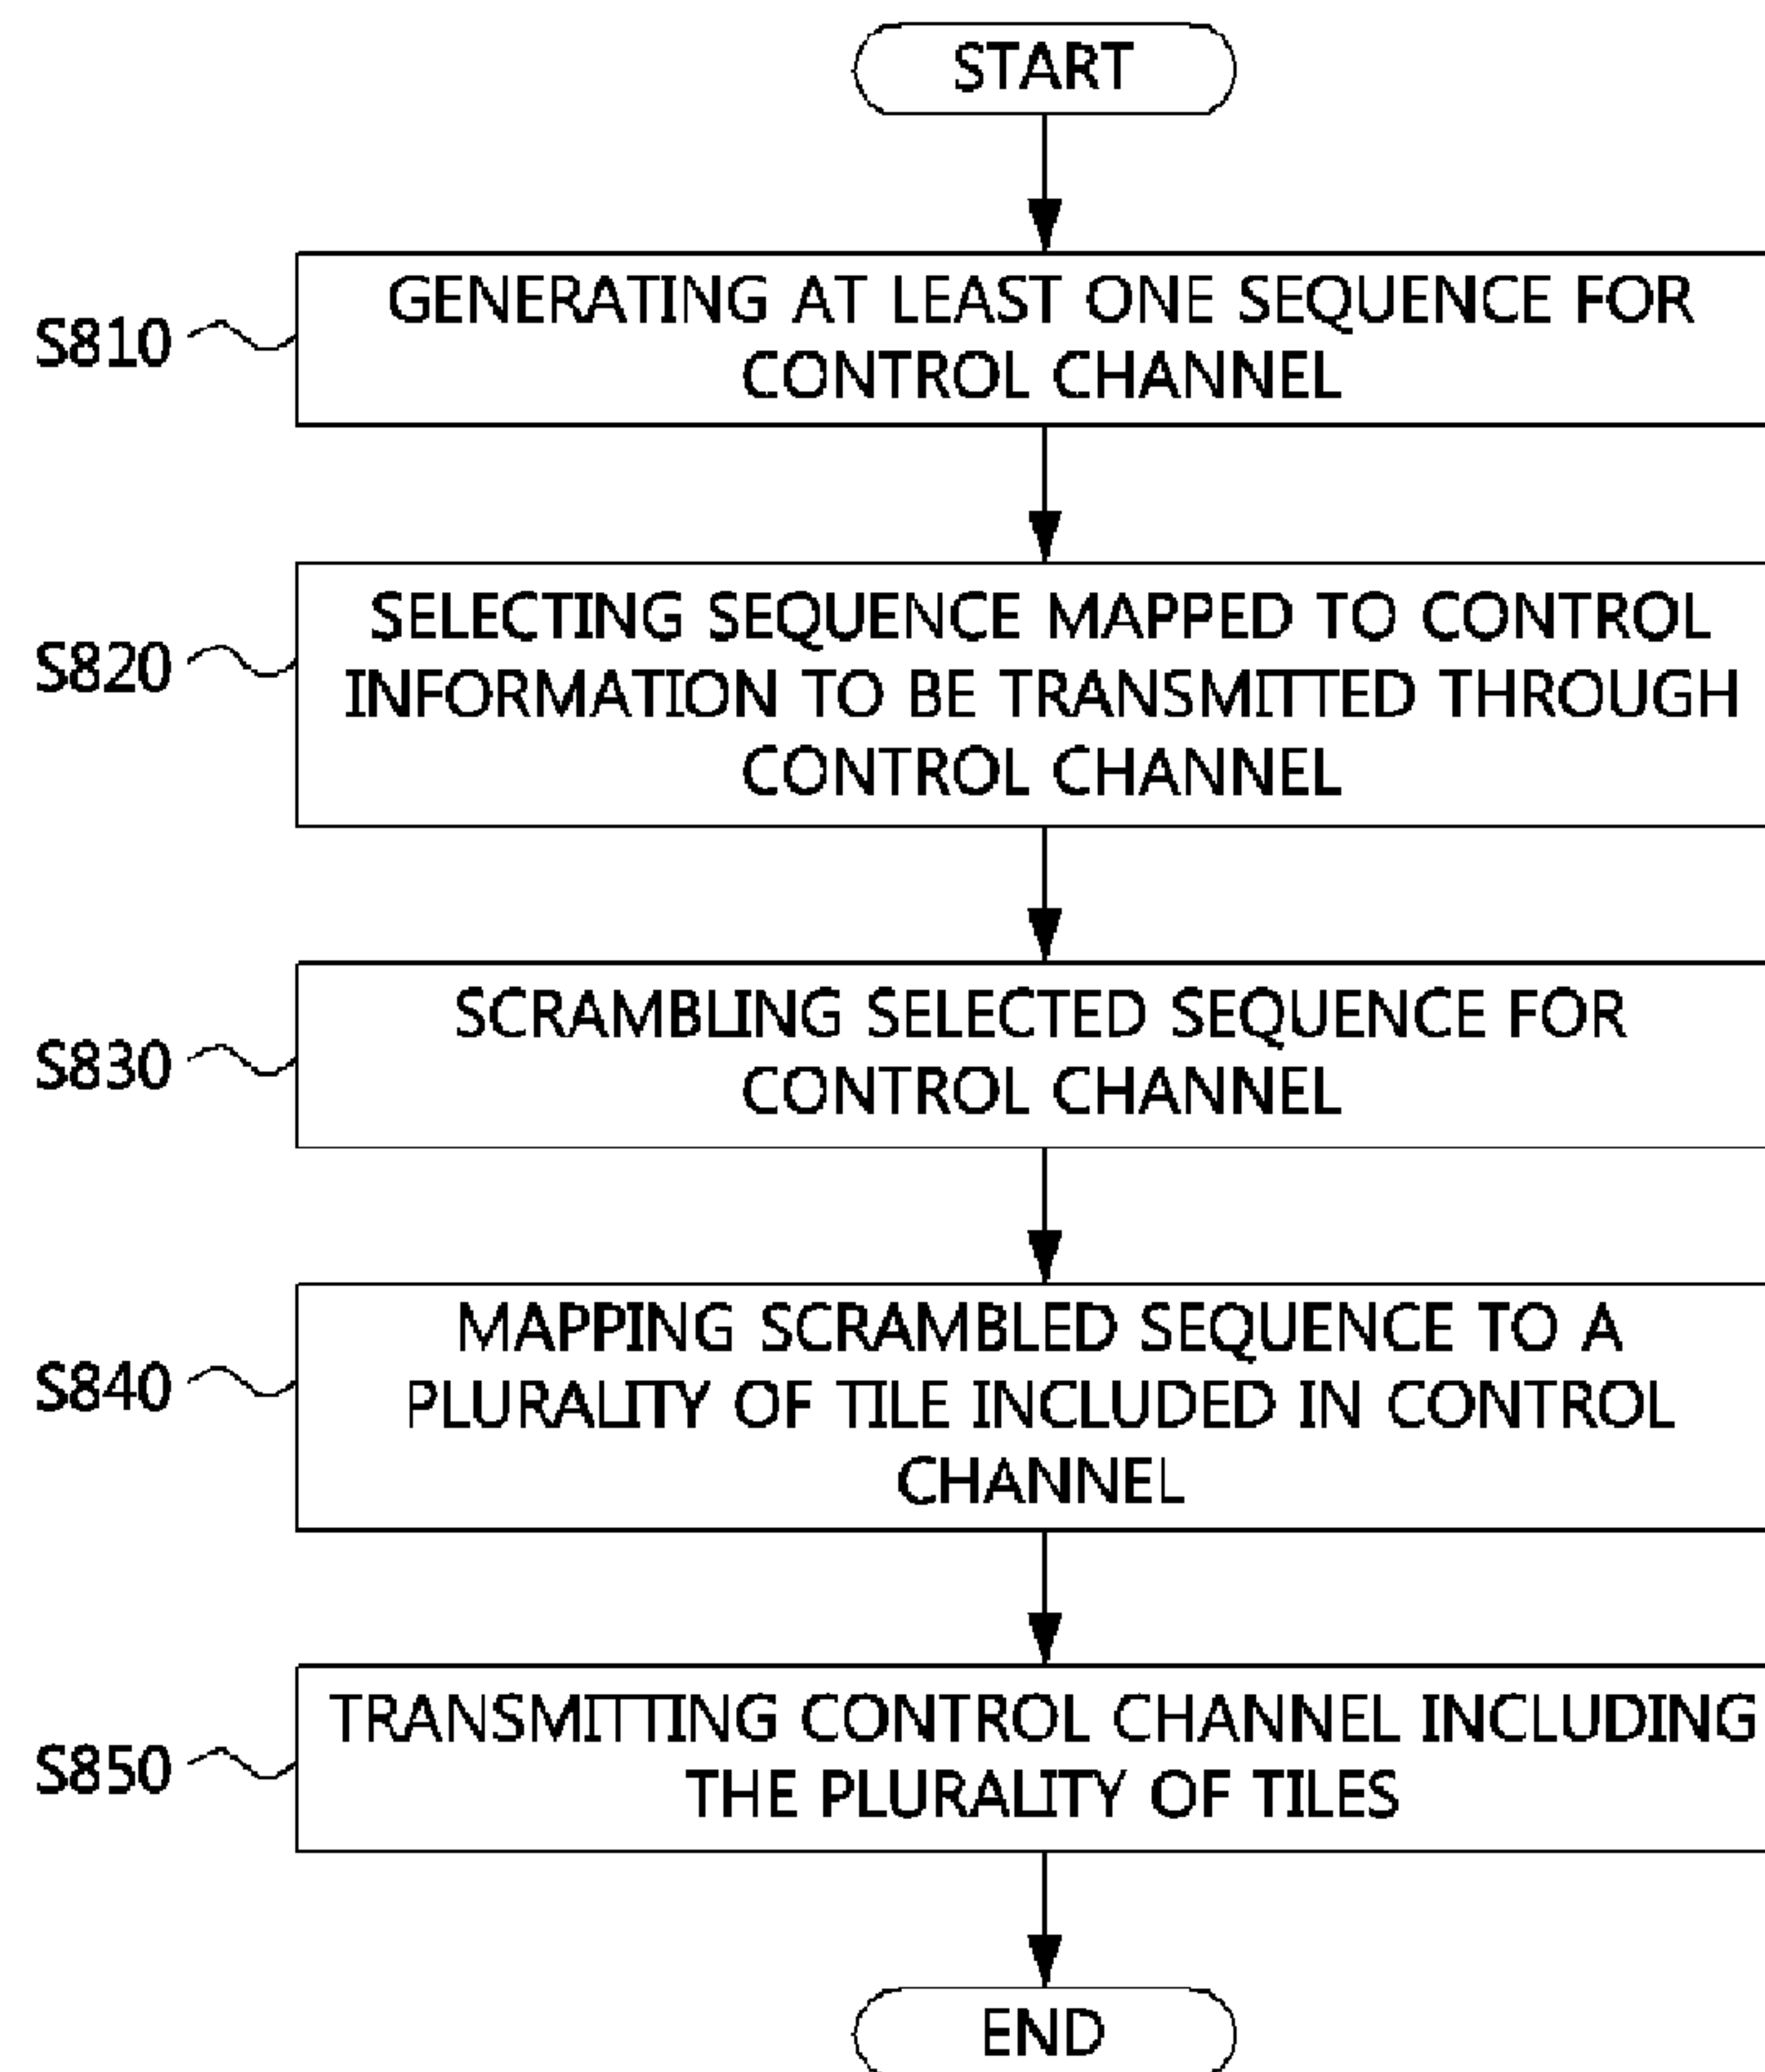 START
S810
GENERATING AT LEAST ONE SEQUENCE FOR
CONTROL CHANNEL
S820
SELECTING SEQUENCE MAPPED TO CONTROL
INFORMATION TO BE TRANSMITTED THROUGH
CONTROL CHANNEL
S830
SCRAMBLING SELECTED SEQUENCE FOR
CONTROL CHANNEL
S840
MAPPING SCRAMBLED SEQUENCE TO A
PLURALITY OF TILE INCLUDED IN CONTROL
CHANNEL
S850
TRANSMITTING CONTROL CHANNEL INCLUDING
THE PLURALITY OF TILES
END